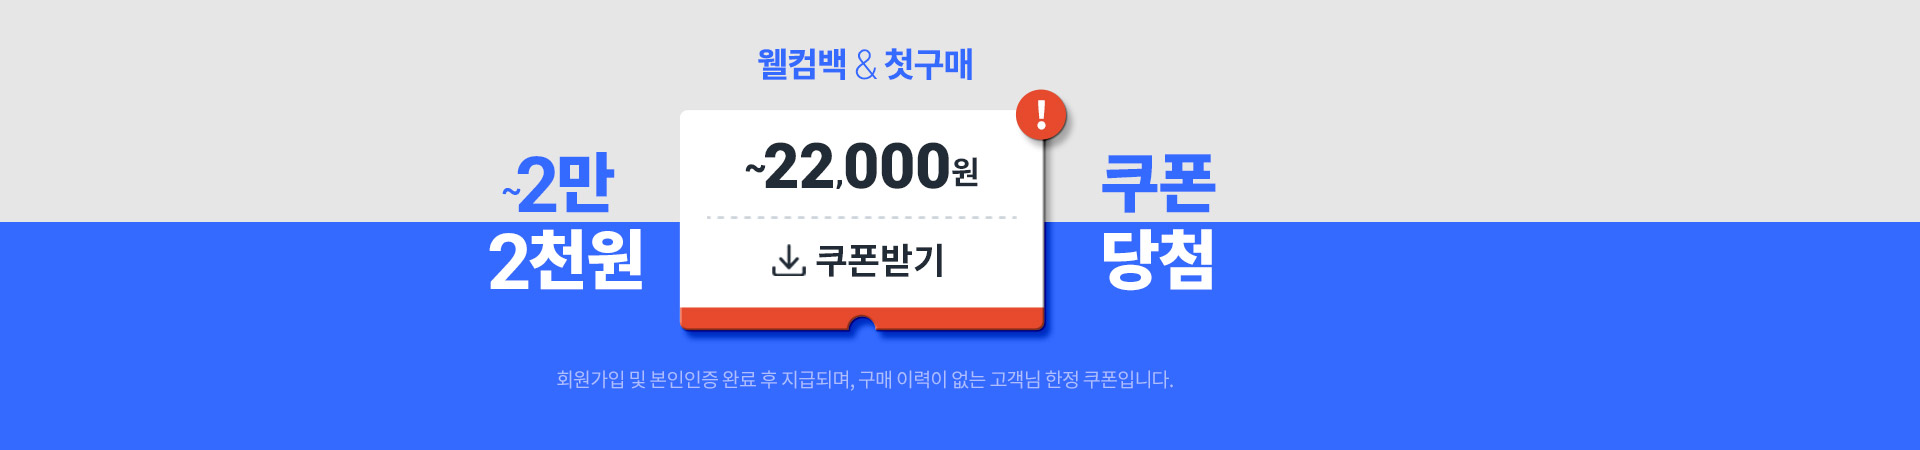 웰컴백 & 첫구매
~2만
2천원
~22,000원
쿠폰받기
쿠폰
당첨
회원가입 및 본인인증 완료 후 지급되며, 구매 이력이 없는 고객님 한정 쿠폰입니다.